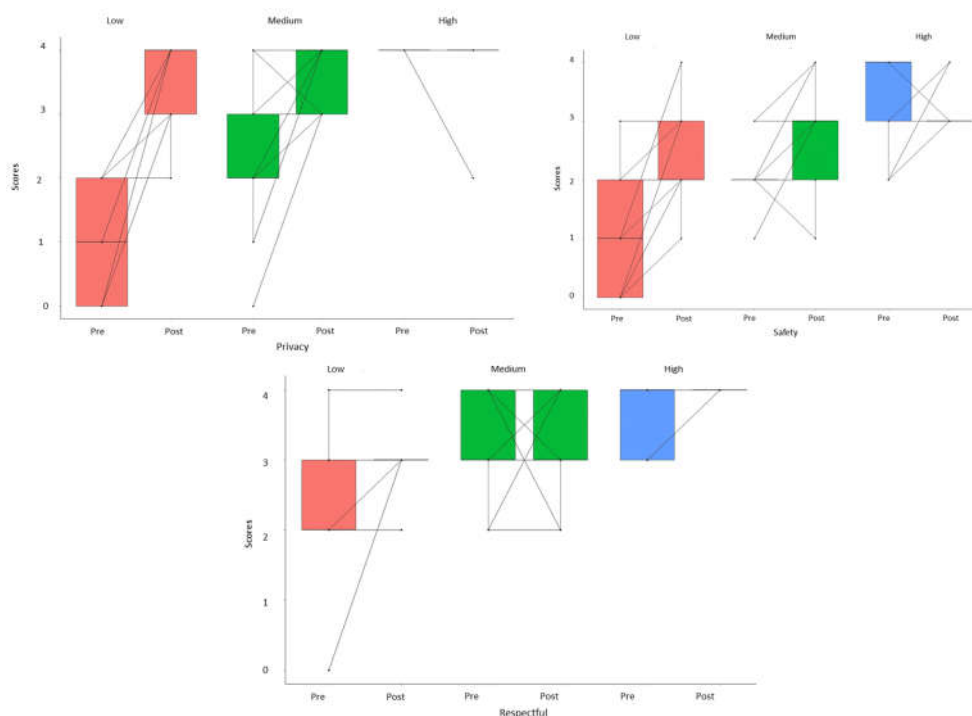 Low Medium High
4
3
Scores
2
1
0
Pre Post Pre Post Pre Post
Privacy
Low Medium High
4
3
Scores
2
1
0
Pre Post Pre Post Pre Post
Safety
Low Medium High
4
3
Scores
2
1
0
Pre Post Pre Post Pre Post
Respectful